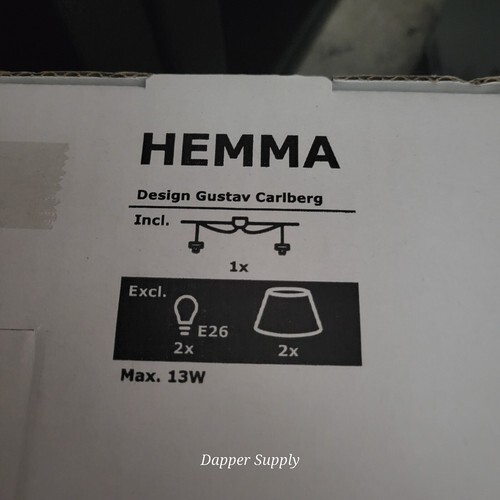 HEMMA
Design Gustav Carlberg
Incl.
1x
Excl.
E26
2x
2x
Max. 13W
Dapper Supply